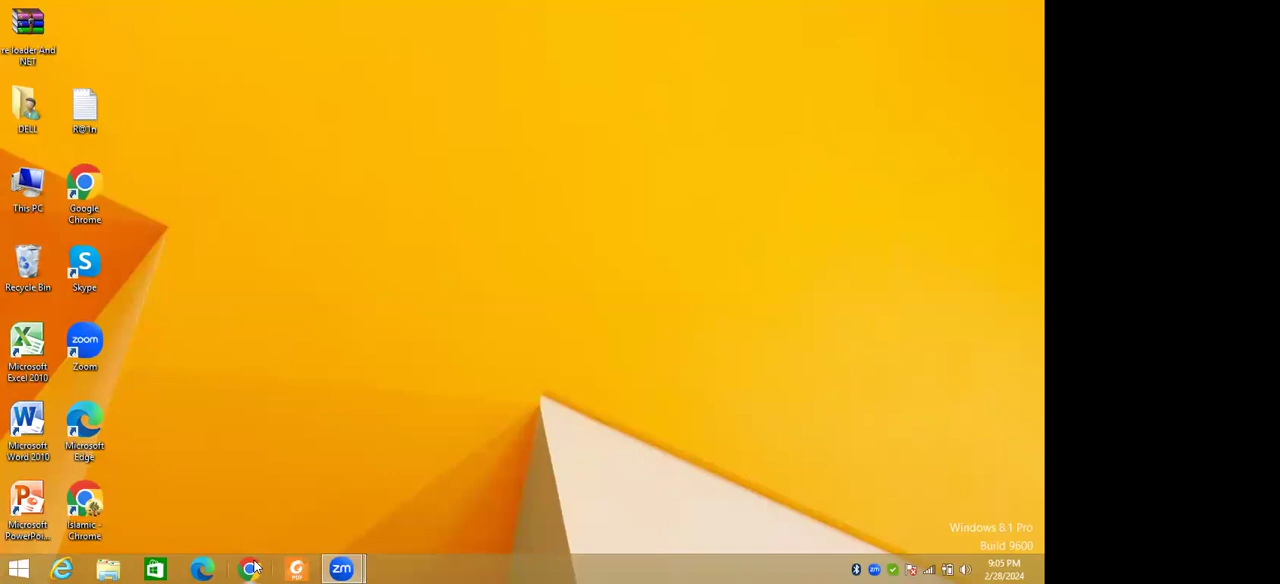 re loader And
NET
DELL
R@1n
This PC
Google
Chrome
Recycle Bin
S
Skype
Microsoft
Excel 2010
zoom
Zoom
W
Microsoft
Word 2010
Microsoft
Edge
P
Microsoft
PowerPoi...
Islamic -
Chrome
Windows 8.1 Pro
Build 9600
PDF
zm
zm
9:05 PM
2/28/2024